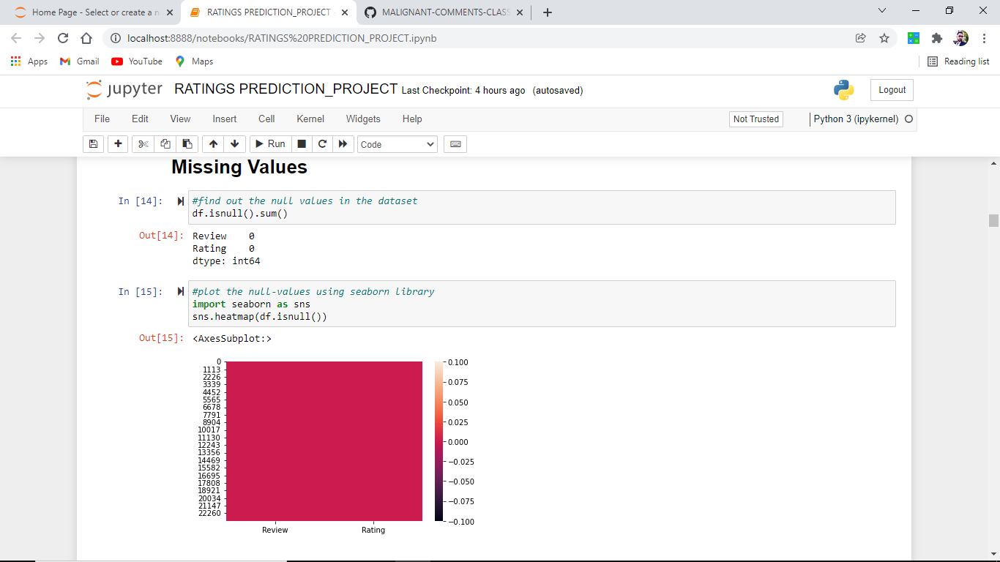 Home Page - Select or create a n
RATINGS PREDICTION_PROJECT -
MALIGNANT-COMMENTS-CLASS
localhost:8888/notebooks/RATINGS%20PREDICTION_PROJECT.ipynb
Apps Gmail YouTube Maps Reading list
jupyter RATINGS PREDICTION_PROJECT Last Checkpoint: 4 hours ago (autosaved) Logout
File Edit View Insert Cell Kernel Widgets Help Not Trusted Python 3 (ipykernel)
Run Code
Missing Values
In [14]: #find out the null values in the dataset
df.isnull().sum()
Out[14]: Review 0
Rating 0
dtype: int64
In [15]: #plot the null-values using seaborn library
import seaborn as sns
sns.heatmap(df.isnull())
Out[15]: <AxesSubplot:>
0
1113
2226
3339
4452
5565
6678
7791
8904
10017
11130
12243
13356
14469
15582
16695
17808
18921
20034
21147
22260
Review Rating
0.100
0.075
0.050
0.025
0.000
−0.025
−0.050
−0.075
−0.100